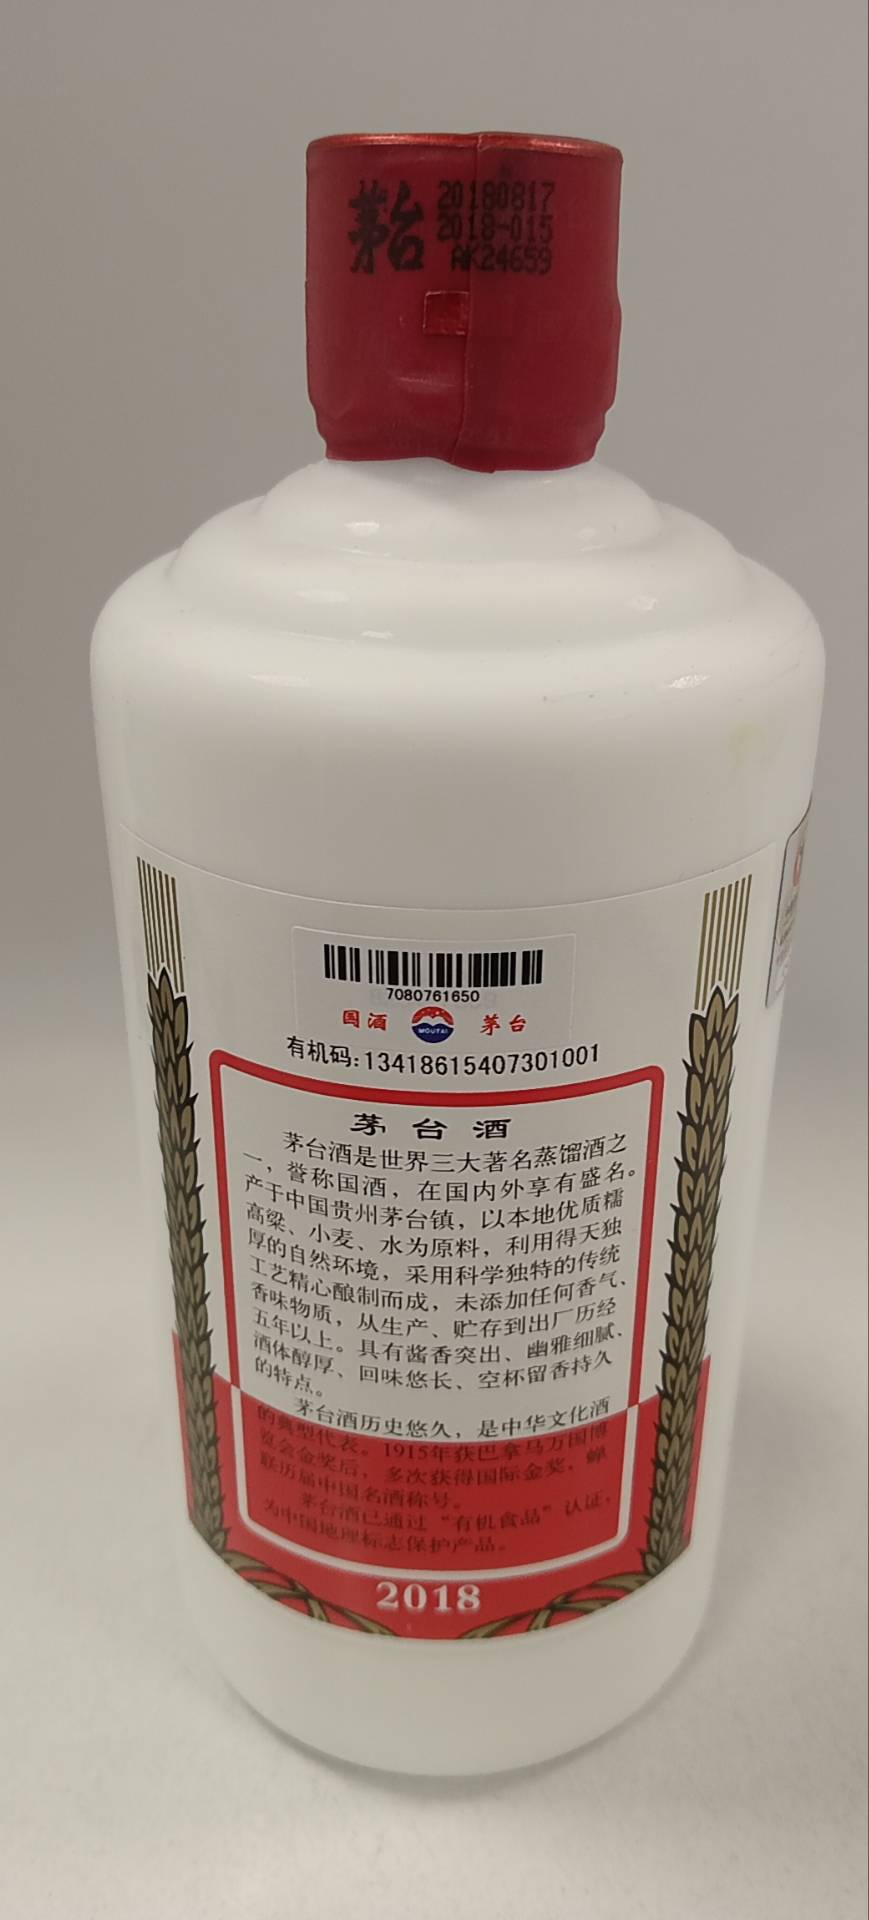 茅台
20180817
2018-015
AK24659
7080761650
国酒 MOUTAI 茅台
有机码:13418615407301001
茅台酒
茅台酒是世界三大著名蒸馏酒之
一，誉称国酒，在国内外享有盛名。
产于中国贵州茅台镇，以本地优质糯
高粱、小麦、水为原料，利用得天独
厚的自然环境，采用科学独特的传统
工艺精心酿制而成，未添加任何香气、
香味物质，从生产、贮存到出厂历经
五年以上。具有酱香突出、幽雅细腻、
酒体醇厚、回味悠长、空杯留香持久
的特点。
茅台酒历史悠久，是中华文化酒
的典型代表。1915年获巴拿马万国博
览会金奖后，多次获得国际金奖，蝉
联历届中国名酒称号。
茅台酒已通过“有机食品”认证，
为中国地理标志保护产品。
2018